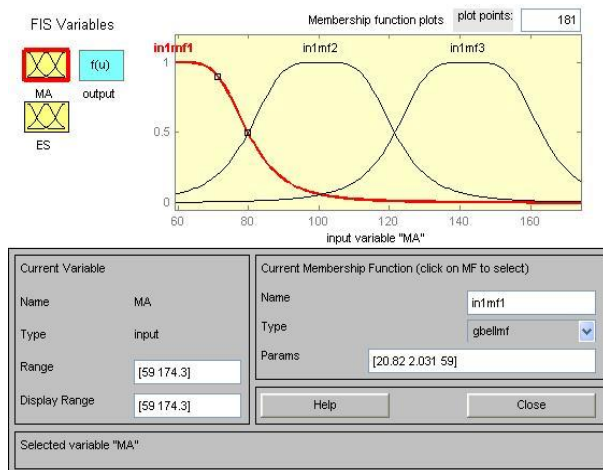 FIS Variables
Membership function plots
plot points:
181
f(u)
MA
output
ES
in1mf1
in1mf2
in1mf3
1
0.5
0
60
80
100
120
140
160
input variable "MA"
Current Variable
Name
MA
Type
input
Range
[59 174.3]
Display Range
[59 174.3]
Current Membership Function (click on MF to select)
Name
in1mf1
Type
gbellmf
Params
[20.82 2.031 59]
Help
Close
Selected variable "MA"